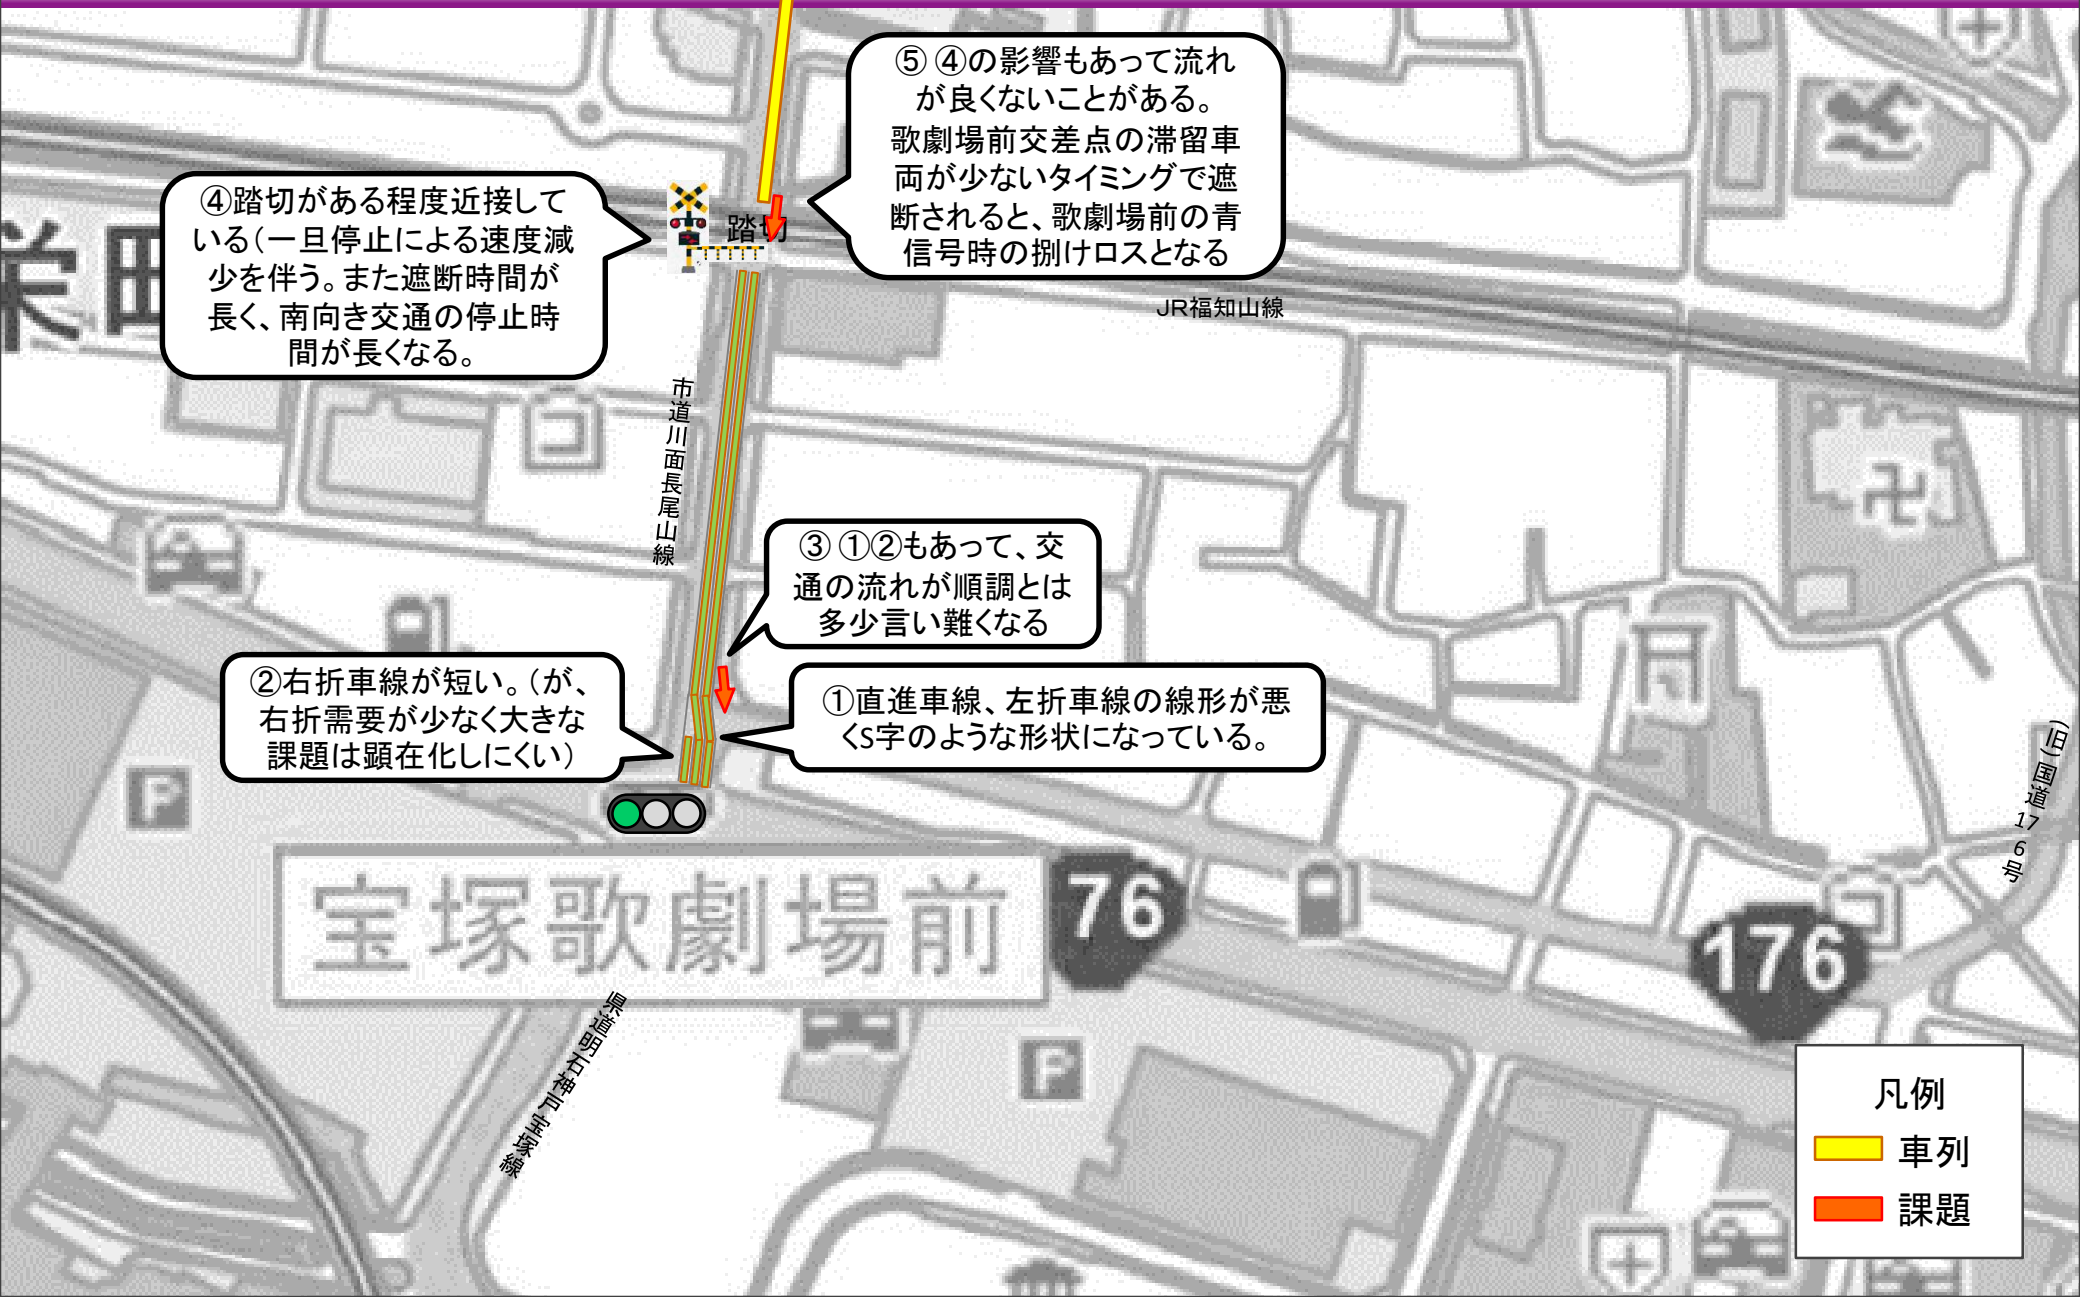 ⑤ ④の影響もあって流れ
が良くないことがある。
歌劇場前交差点の滞留車
両が少ないタイミングで遮
断されると、歌劇場前の青
信号時の捌けロスとなる
④踏切がある程度近接して
いる（一旦停止による速度減
少を伴う。また遮断時間が
長く、南向き交通の停止時
間が長くなる。
踏切
栄町
JR福知山線
市道川面長尾山線
③ ①②もあって、交
通の流れが順調とは
多少言い難くなる
②右折車線が短い。（が、
右折需要が少なく大きな
課題は顕在化しにくい）
①直進車線、左折車線の線形が悪
くS字のような形状になっている。
(旧)国道176号
P
宝塚歌劇場前
76
176
県道明石神戸宝塚線
P
凡例
車列
課題